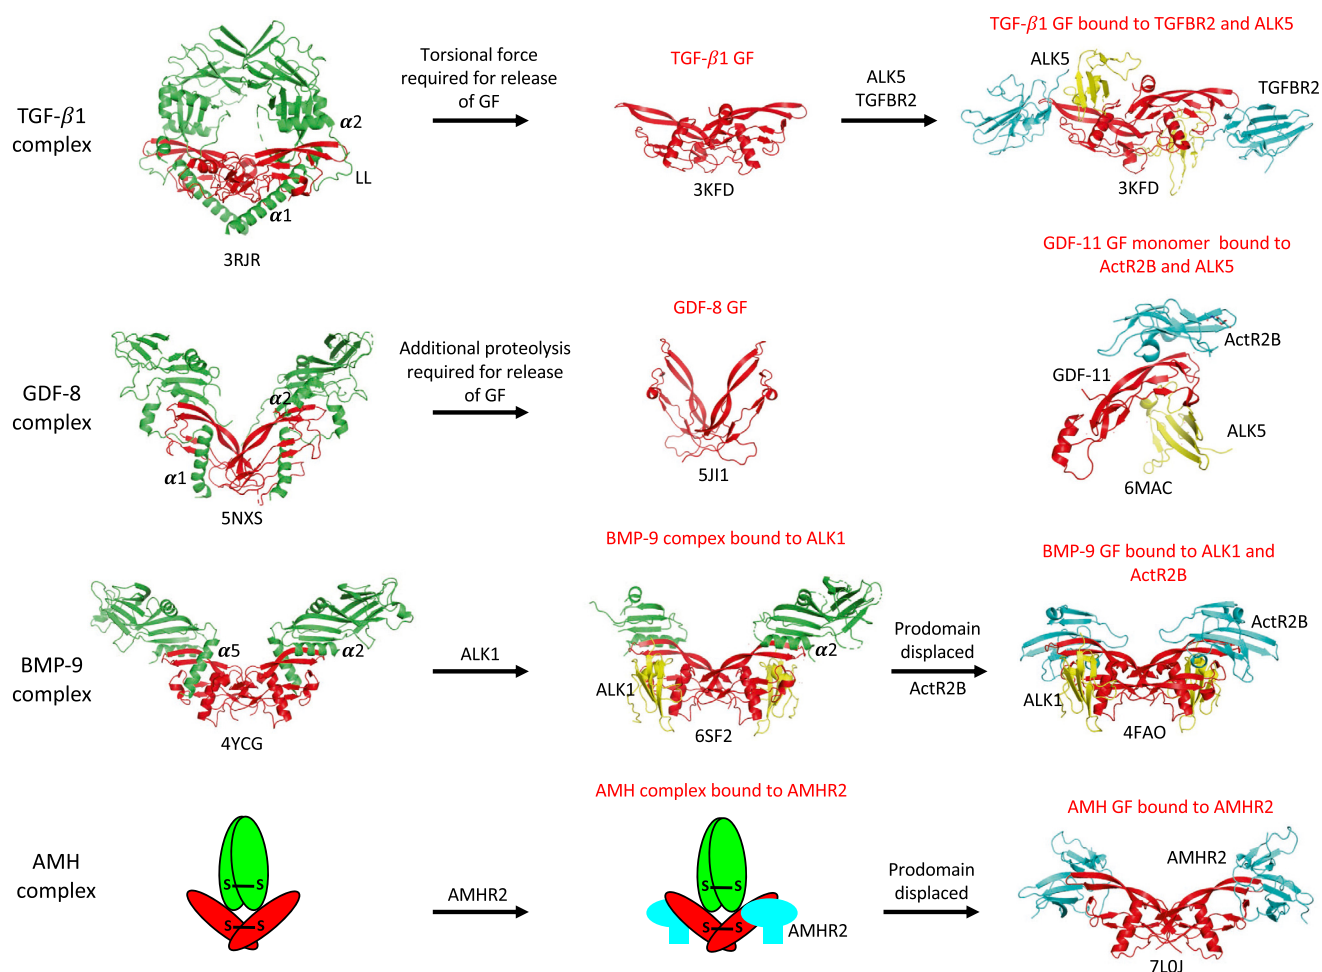 TGF-β1 GF bound to TGFBR2 and ALK5
Torsional force
required for release
of GF
TGF-β1 GF
ALK5
TGFBR2
ALK5
TGFBR2
TGF-β1
complex
α2
LL
α1
3RJR
3KFD
3KFD
GDF-11 GF monomer bound to
ActR2B and ALK5
GDF-8 GF
Additional proteolysis
required for release
of GF
ActR2B
GDF-11
GDF-8
complex
α2
α1
ALK5
5NXS
5JI1
6MAC
BMP-9 compex bound to ALK1
BMP-9 GF bound to ALK1 and
ActR2B
BMP-9
complex
α5
α2
ALK1
α2
Prodomain
displaced
ActR2B
ActR2B
ALK1
ALK1
4YCG
6SF2
4FAO
AMH complex bound to AMHR2
AMH GF bound to AMHR2
AMH
complex
S S
S S
AMHR2
S S
S S
AMHR2
Prodomain
displaced
AMHR2
7L0J